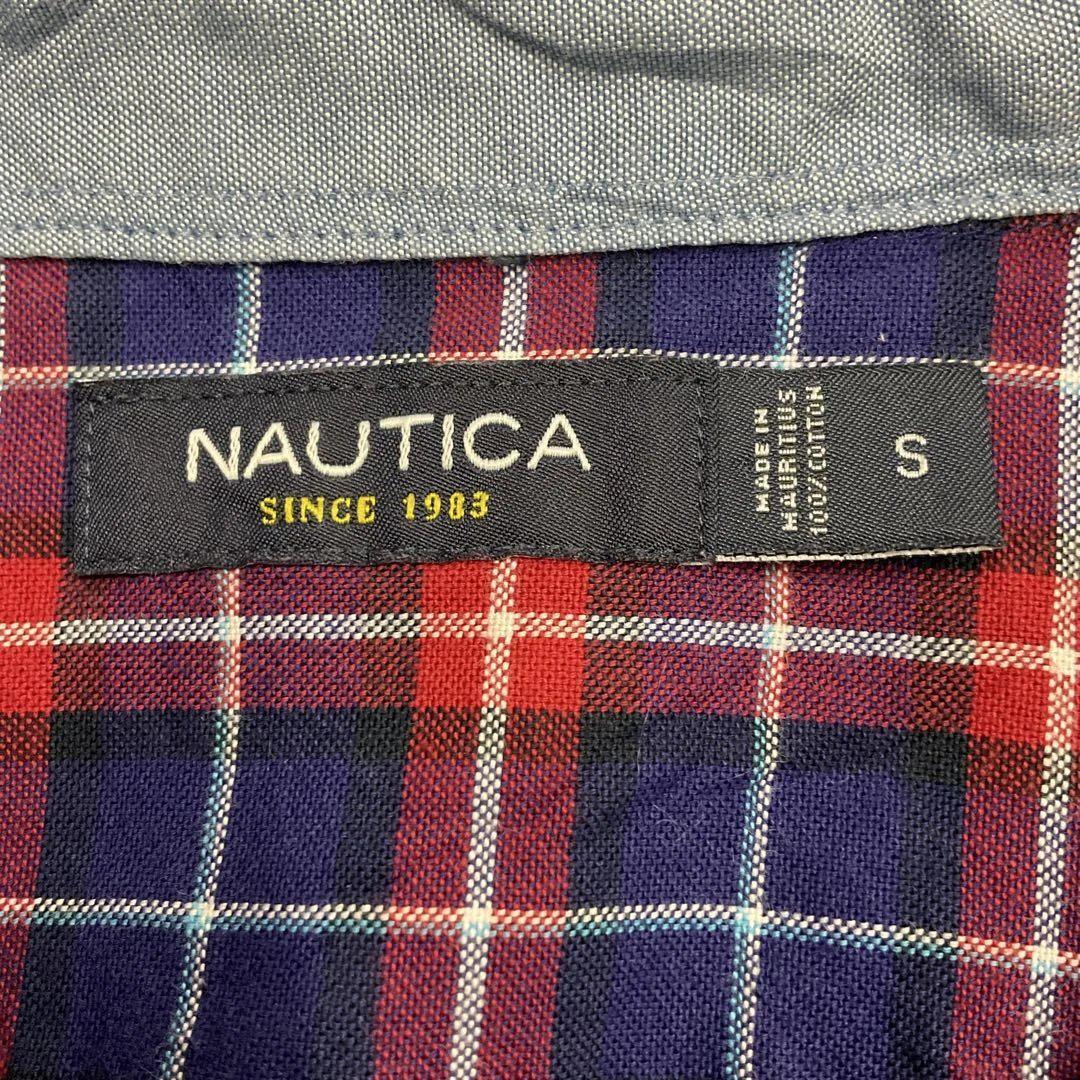 NAUTICA
SINCE 1983
MADE IN
MAURITIUS
100% COTTON
S